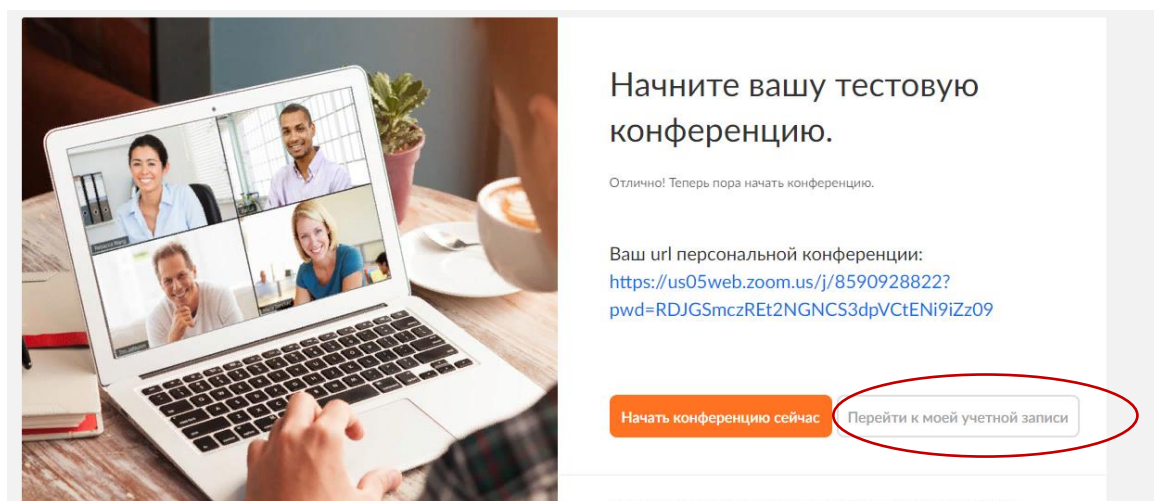 Начните вашу тестовую
конференцию.
Отлично! Теперь пора начать конференцию.
Ваш url персональной конференции:
https://us05web.zoom.us/j/8590928822?
pwd=RDJGSmczREt2NGNCS3dpVCtENi9iZz09
Начать конференцию сейчас
Перейти к моей учетной записи